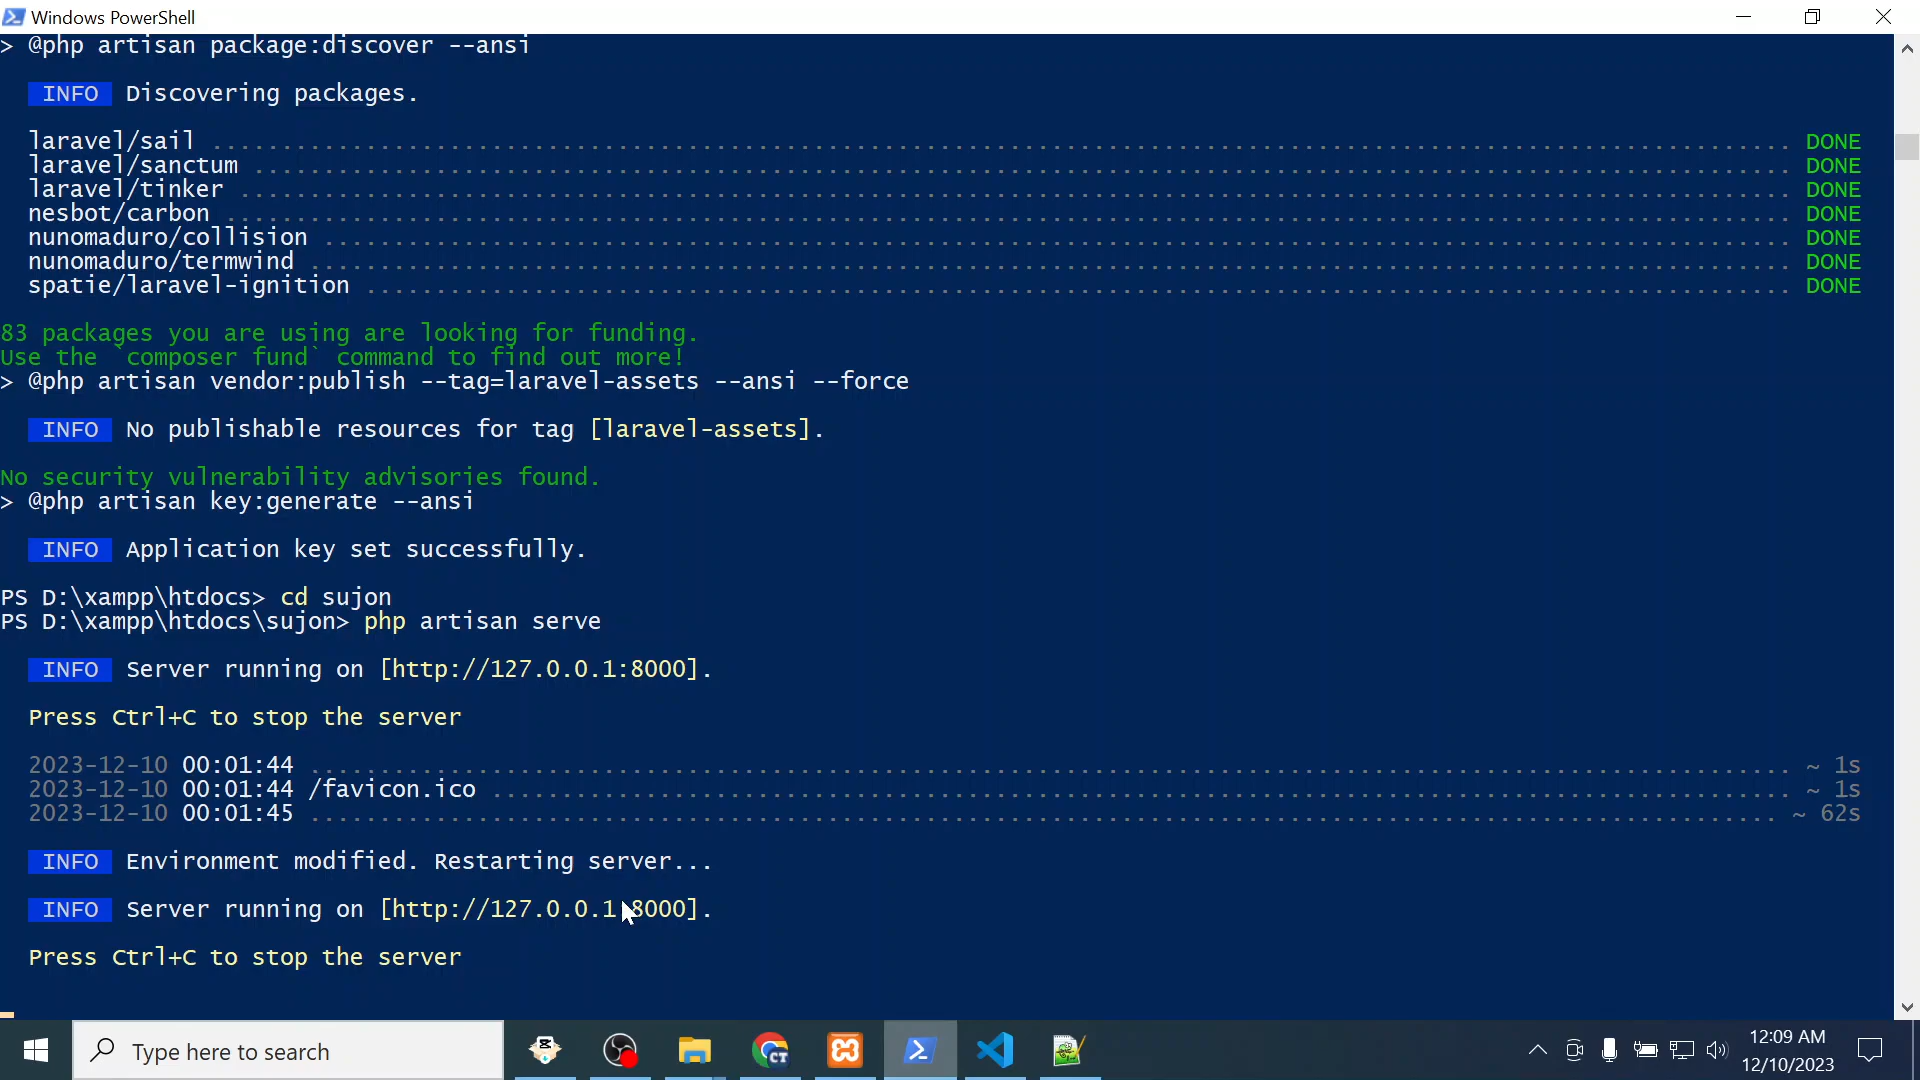 Windows PowerShell
> @php artisan package:discover --ansi
INFO Discovering packages.
laravel/sail ........ DONE
laravel/sanctum ........ DONE
laravel/tinker ........ DONE
nesbot/carbon ........ DONE
nunomaduro/collision ........ DONE
nunomaduro/termwind ........ DONE
spatie/laravel-ignition ........ DONE
83 packages you are using are looking for funding.
Use the `composer fund` command to find out more!
> @php artisan vendor:publish --tag=laravel-assets --ansi --force
INFO No publishable resources for tag [laravel-assets].
No security vulnerability advisories found.
> @php artisan key:generate --ansi
INFO Application key set successfully.
PS D:\xampp\htdocs> cd sujon
PS D:\xampp\htdocs\sujon> php artisan serve
INFO Server running on [http://127.0.0.1:8000].
Press Ctrl+C to stop the server
2023-12-10 00:01:44 ........ ~ 1s
2023-12-10 00:01:44 /favicon.ico ........ ~ 1s
2023-12-10 00:01:45 ........ ~ 62s
INFO Environment modified. Restarting server...
INFO Server running on [http://127.0.0.1:8000].
Press Ctrl+C to stop the server
Type here to search
CT
12:09 AM
12/10/2023